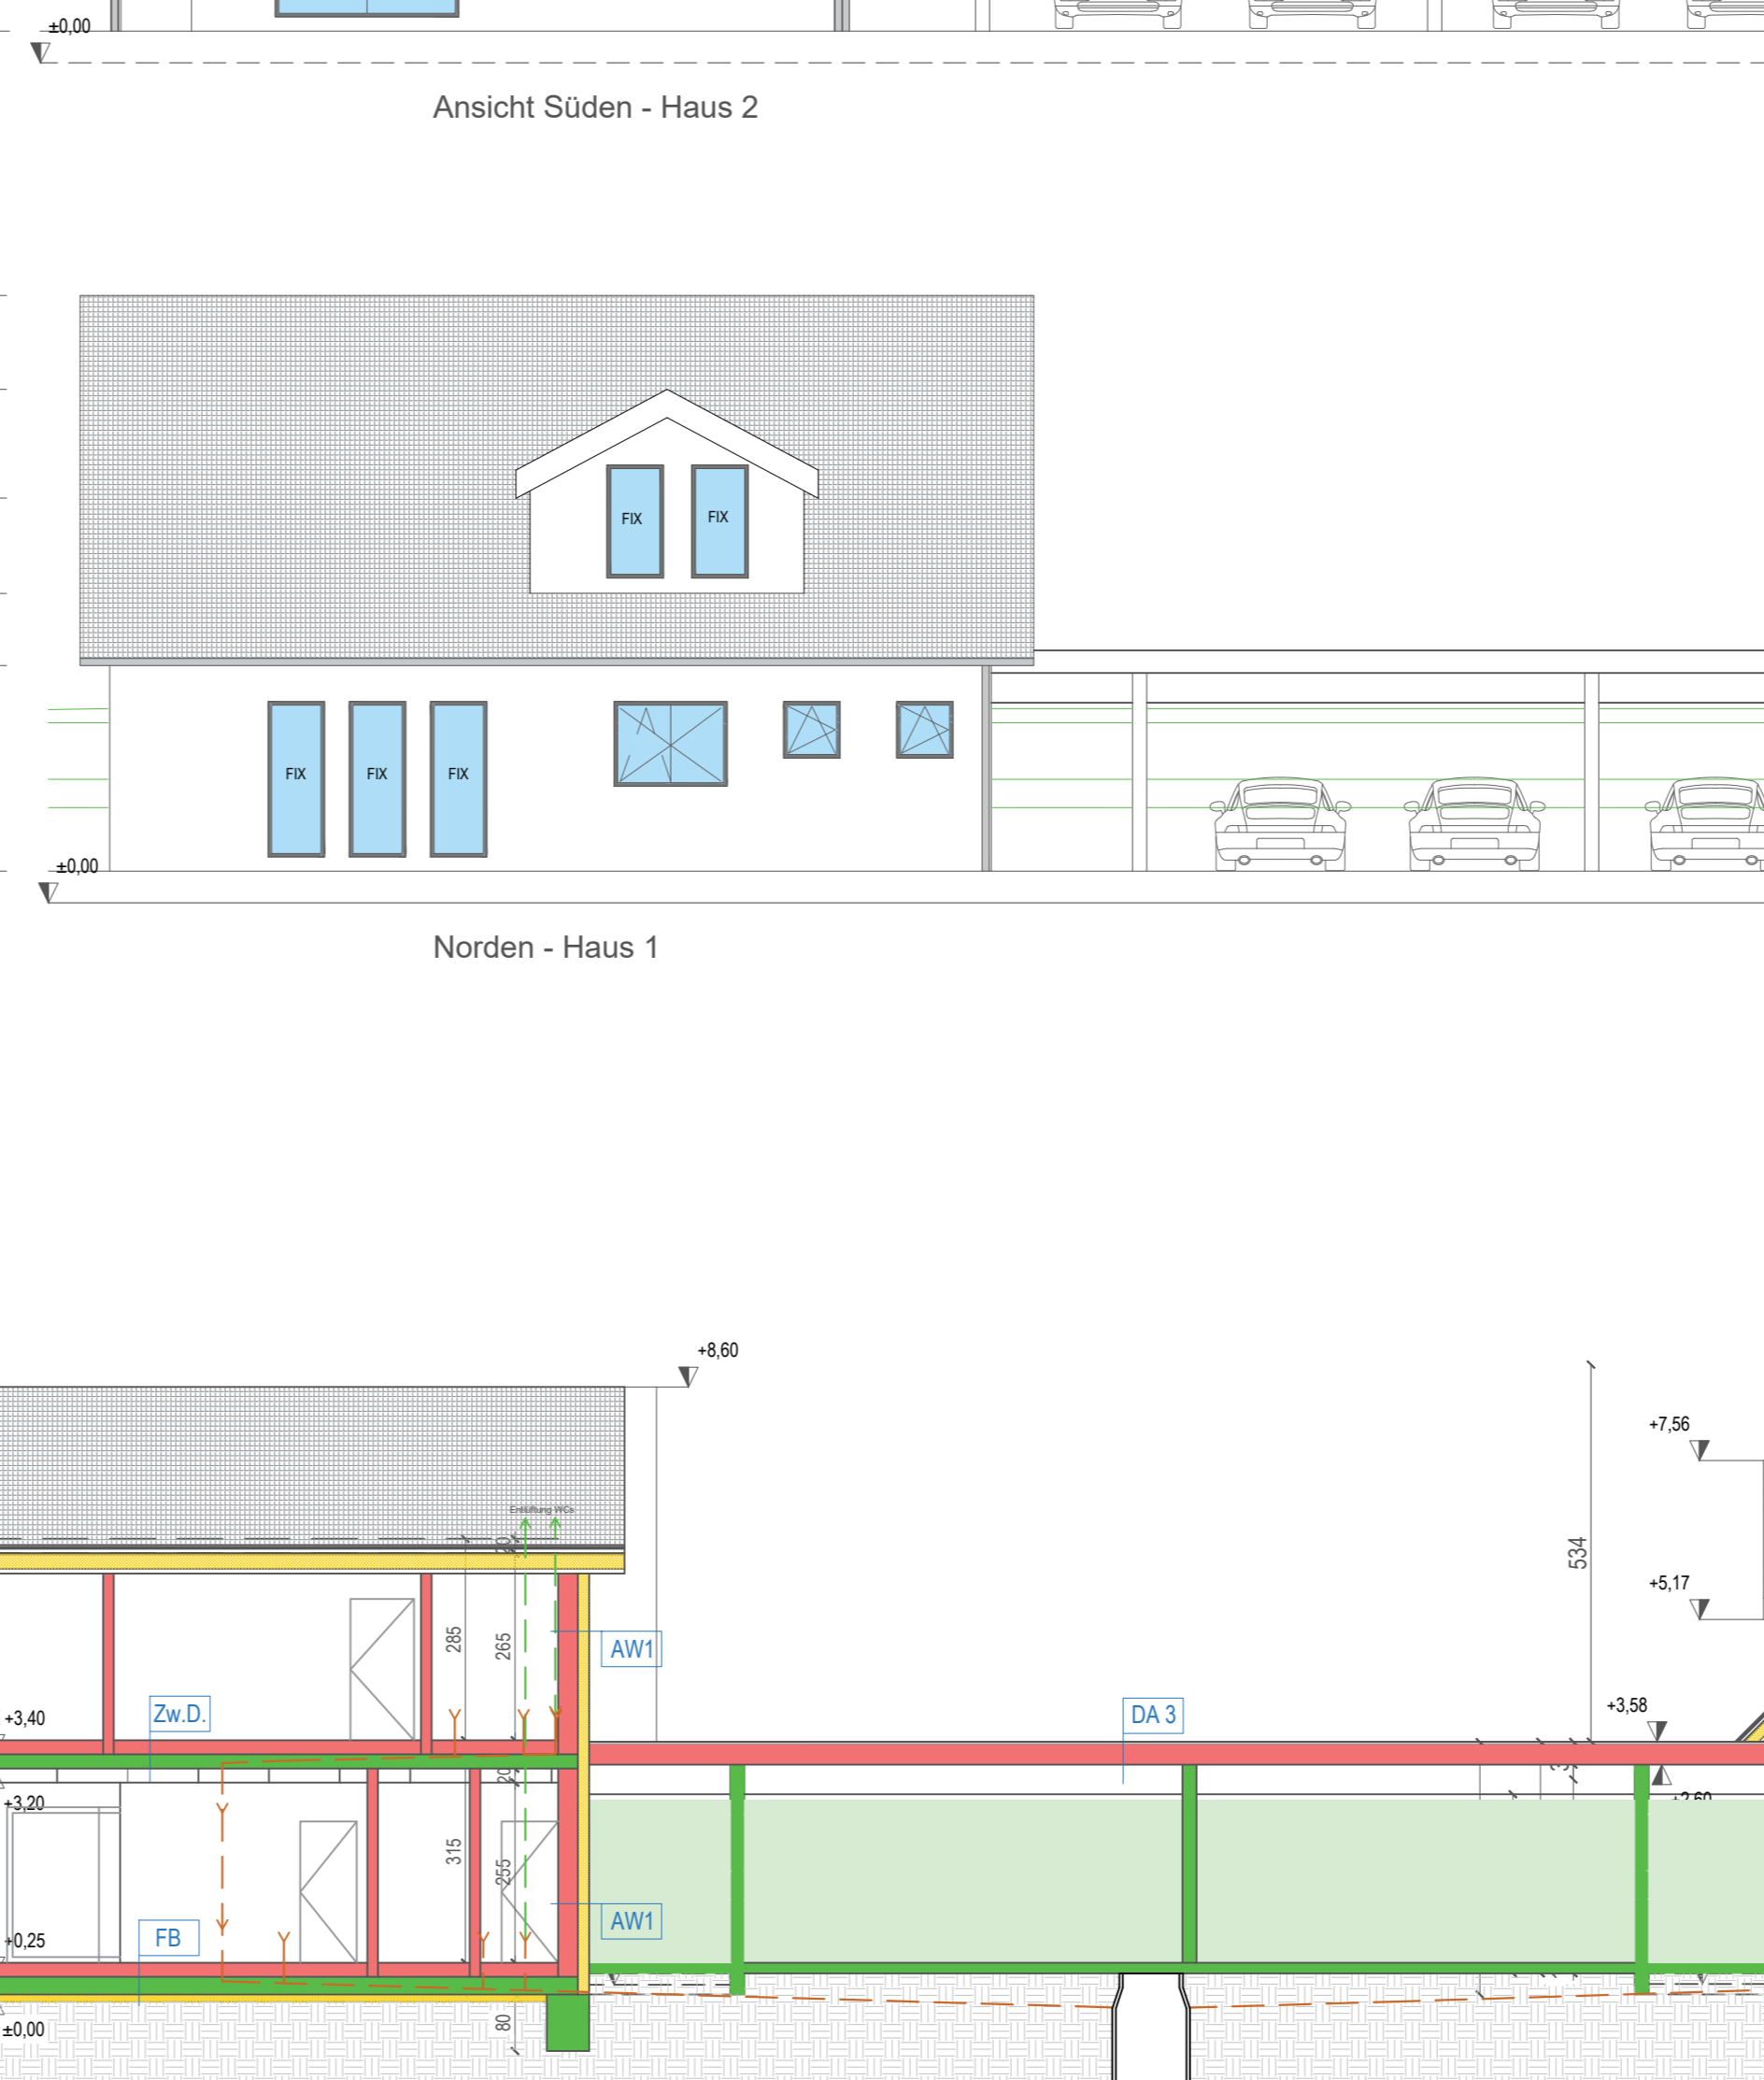 ±0,00
Ansicht Süden - Haus 2
FIX
FIX
FIX
FIX
FIX
±0,00
Norden - Haus 1
+8,60
+7,56
Entlüftung WCs
20
534
+5,17
285
265
AW1
+3,40
Zw.D.
DA 3
+3,58
20
+3,20
+2,60
315
255
AW1
+0,25
FB
±0,00
80